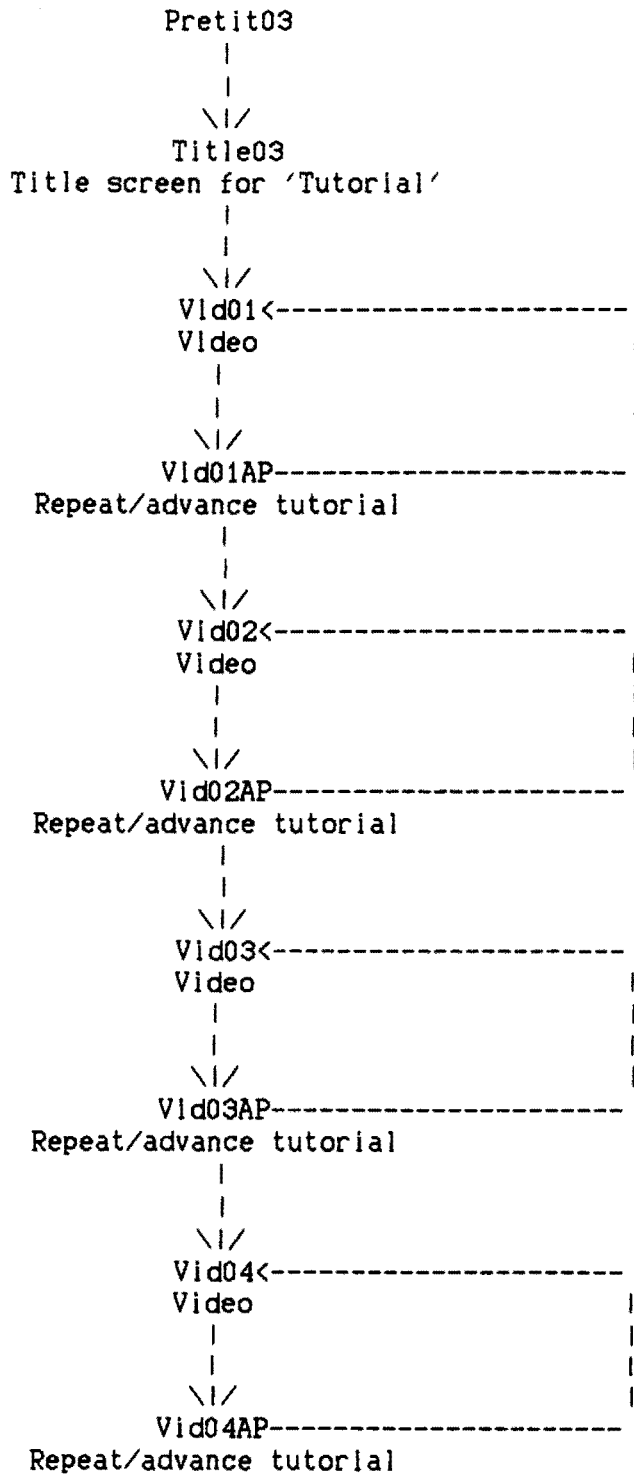 Pretit03
Title03
Title screen for 'Tutorial'
Vid01
Video
Vid01AP
Repeat/advance tutorial
Vid02
Video
Vid02AP
Repeat/advance tutorial
Vid03
Video
Vid03AP
Repeat/advance tutorial
Vid04
Video
Vid04AP
Repeat/advance tutorial